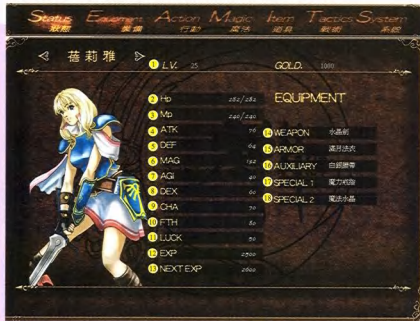 Status Equipment Action Magic Item Tactics System
狀態 裝備 行動 魔法 道具 戰術 系統
蓓莉雅
1 LV. 25 GOLD. 1000
2 Hp 282/282
3 Mp 240/240
4 ATK 76
5 DEF 64
6 MAG 192
7 AGI 40
8 DEX 60
9 CHA 70
10 FTH 80
11 LUCK 50
12 EXP 2500
13 NEXT EXP 2600
EQUIPMENT
14 WEAPON 水晶劍
15 ARMOR 法衣
16 AUXILIARY 白銀腰帶
17 SPECIAL 1 魔力戒指
18 SPECIAL 2 魔法水晶